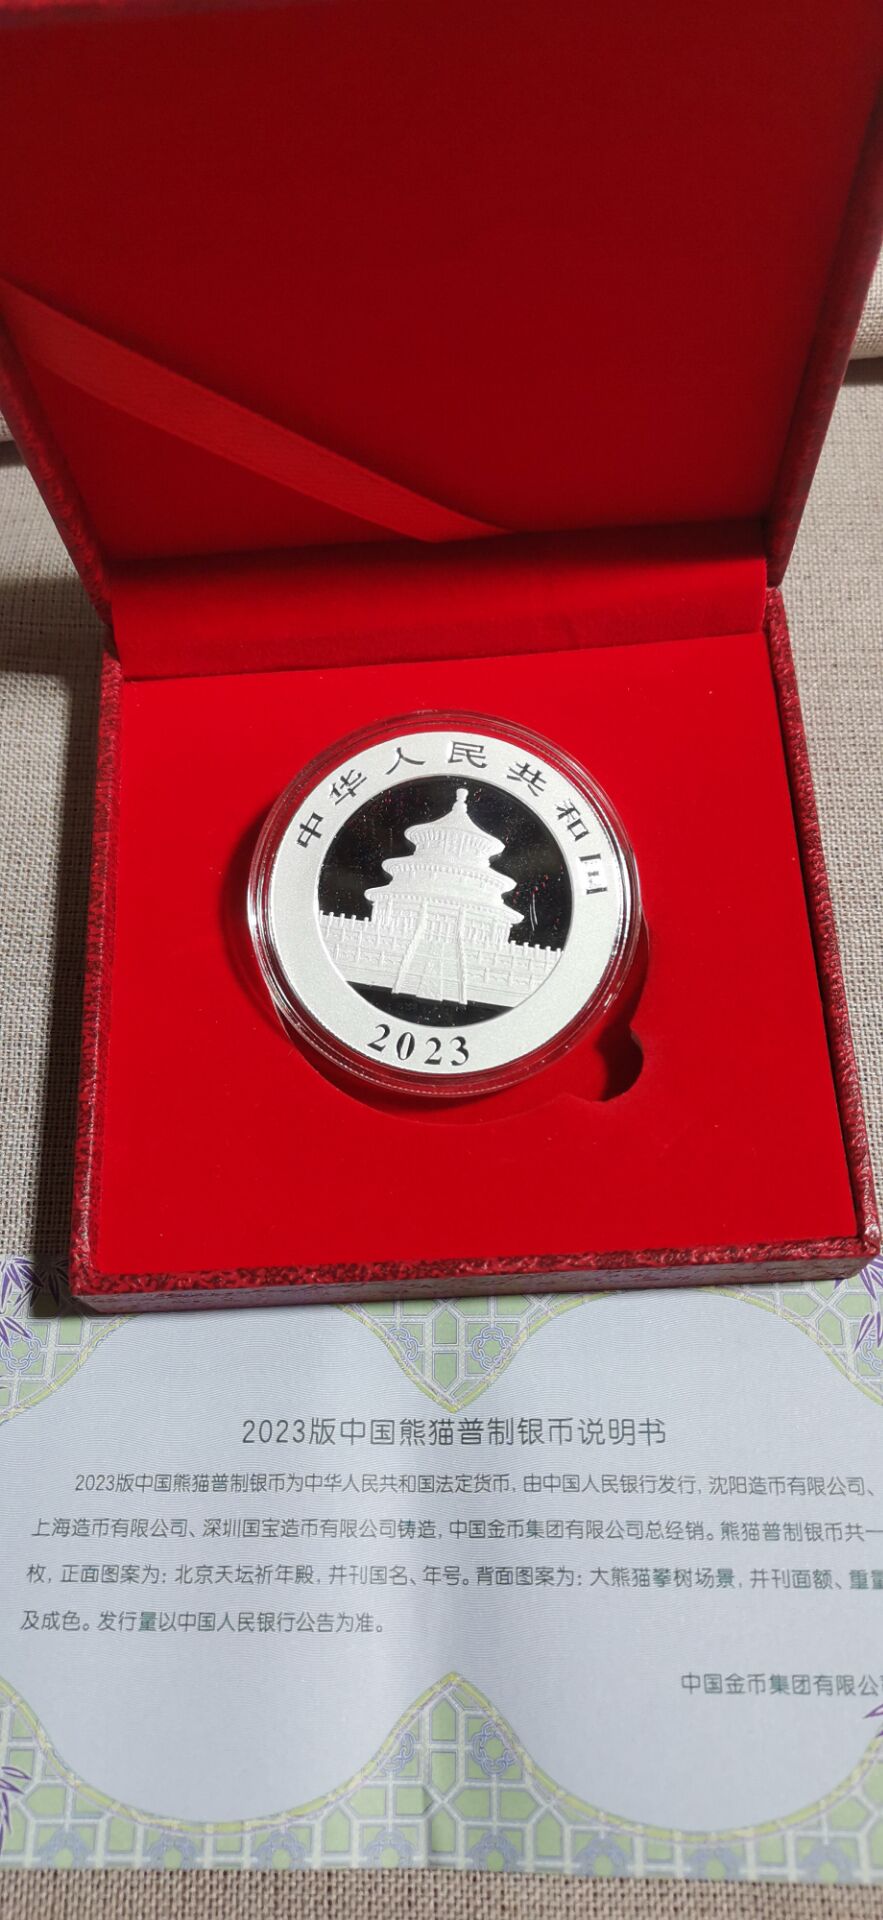 中华人民共和国
2023
2023版中国熊猫普制银币说明书
2023版中国熊猫普制银币为中华人民共和国法定货币，由中国人民银行发行，沈阳造币有限公司、
上海造币有限公司、深圳国宝造币有限公司铸造，中国金币集团有限公司总经销。熊猫普制银币共一
枚，正面图案为：北京天坛祈年殿，并刊国名、年号。背面图案为：大熊猫攀树场景，并刊面额、重量
及成色。发行量以中国人民银行公告为准。
中国金币集团有限公